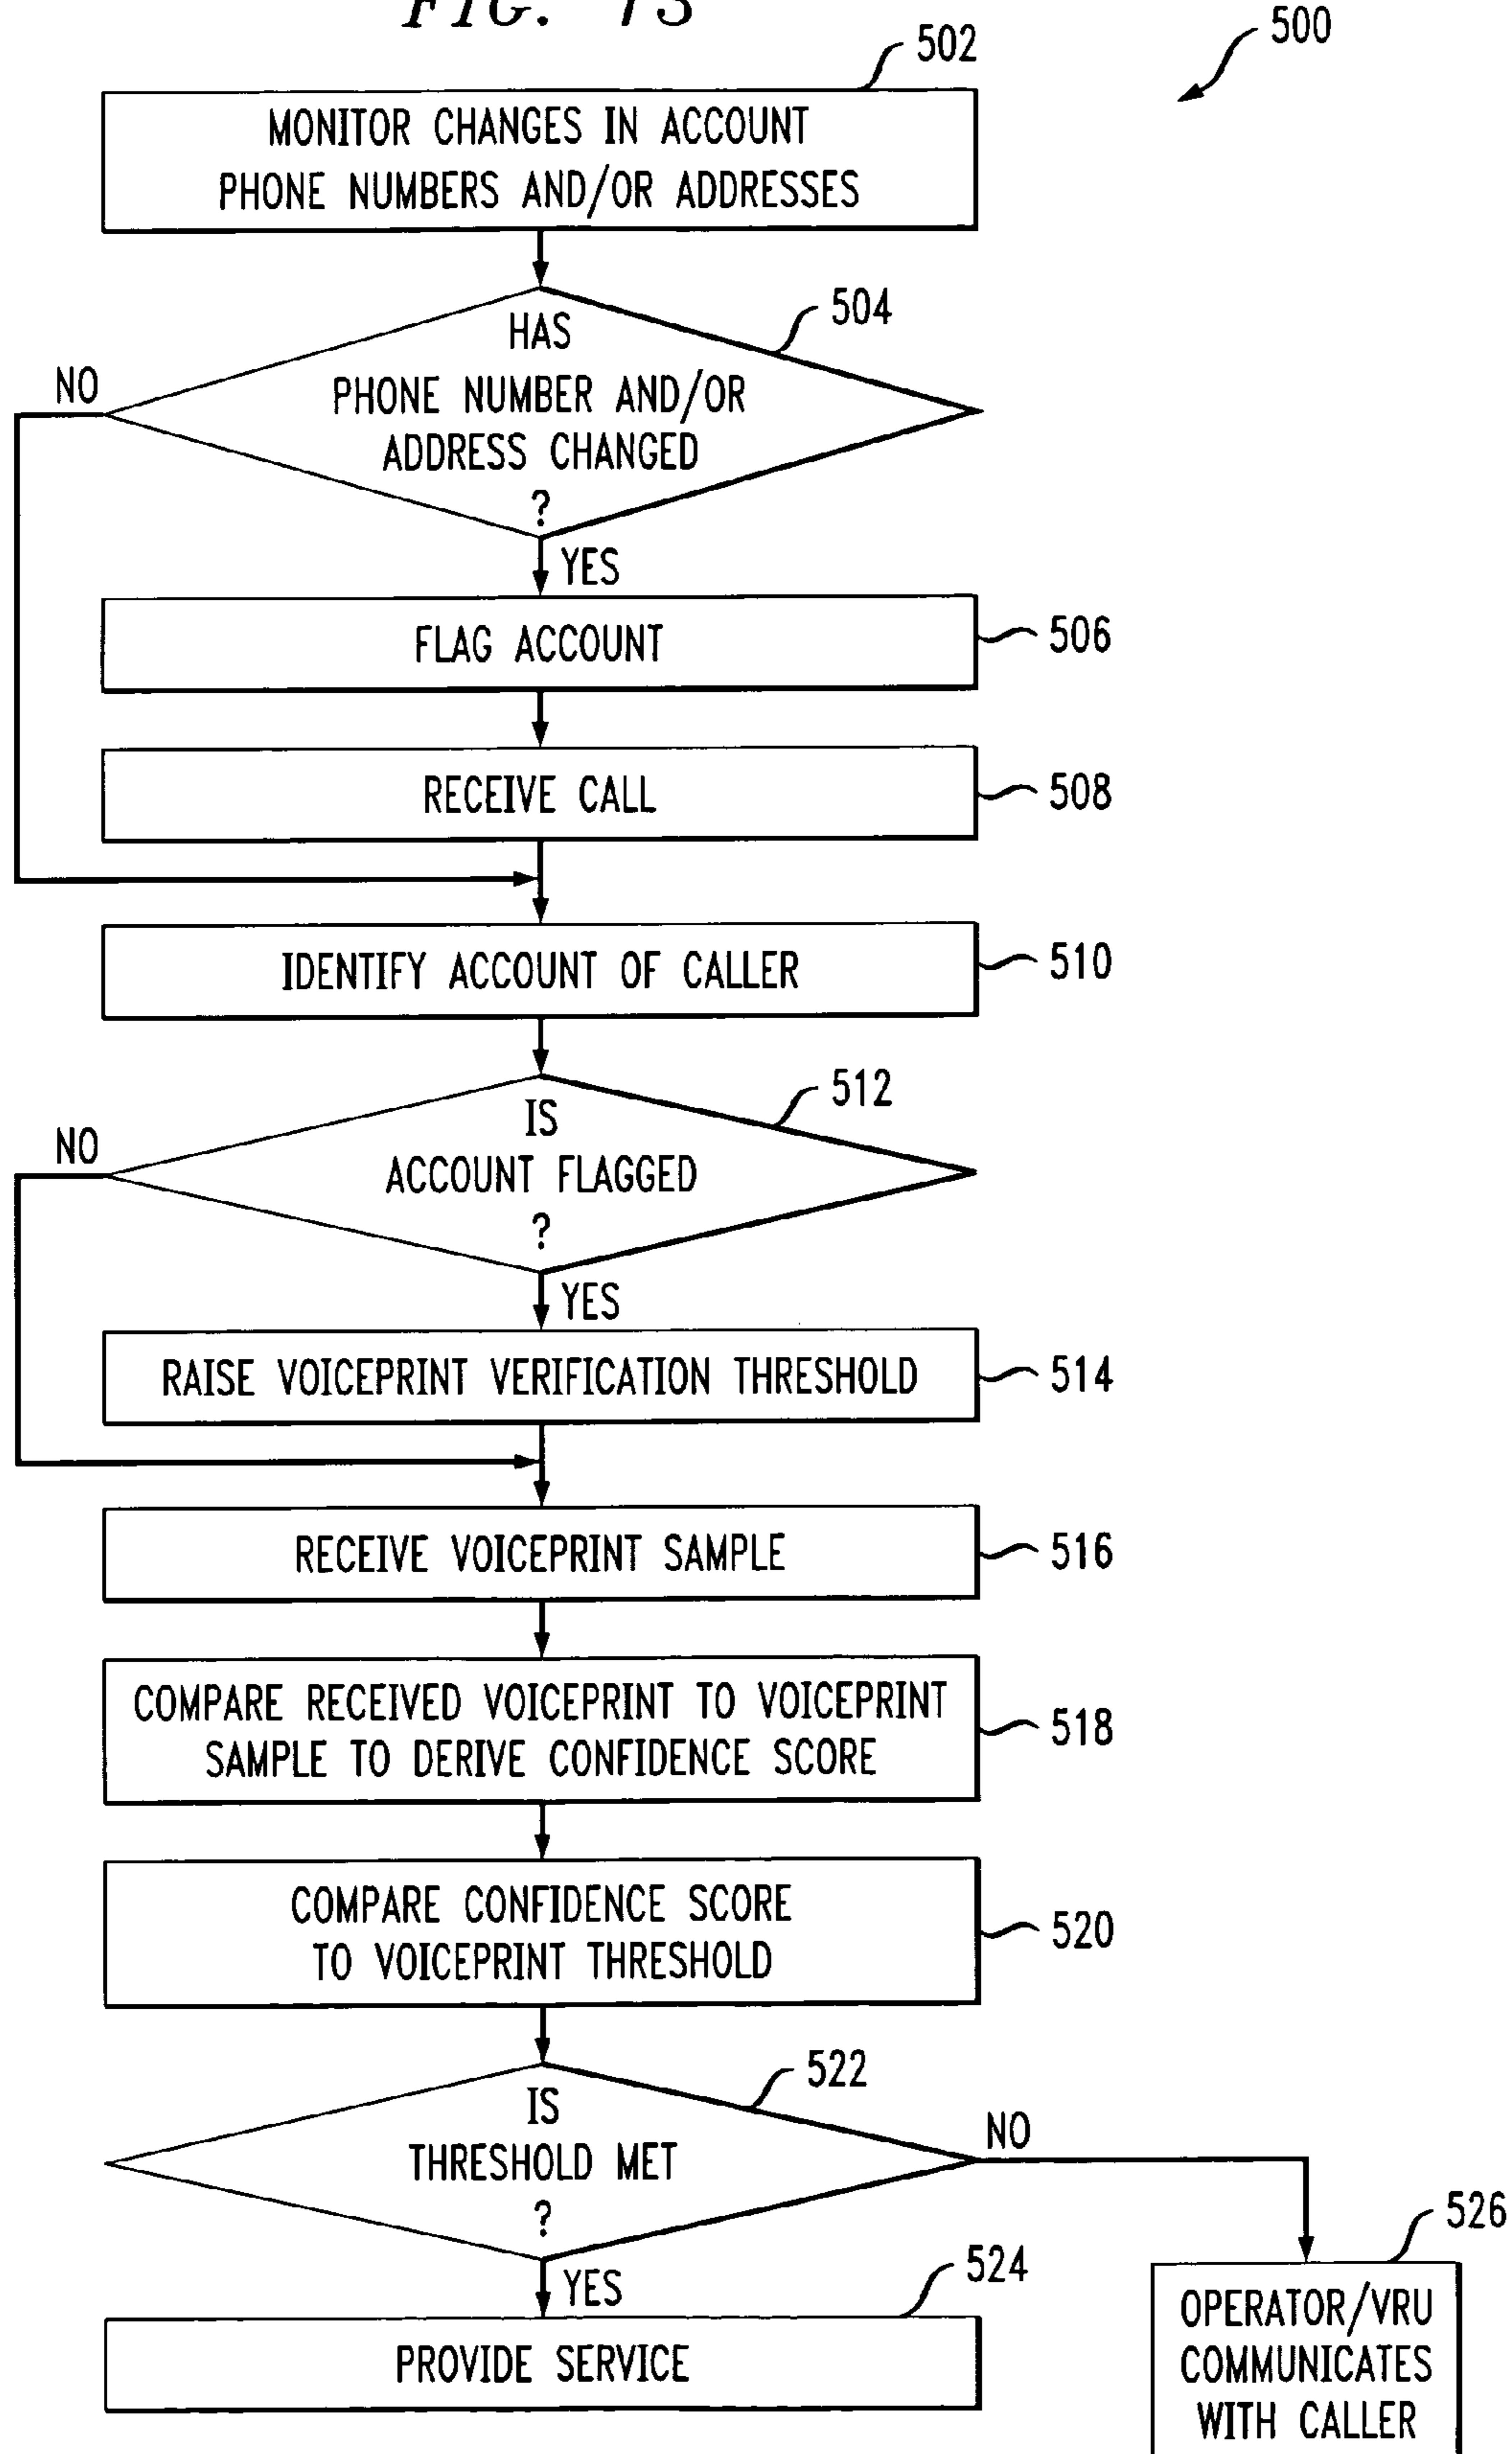 FIG. 13
500
502
MONITOR CHANGES IN ACCOUNT
PHONE NUMBERS AND/OR ADDRESSES
504
HAS
PHONE NUMBER AND/OR
ADDRESS CHANGED
?
NO
YES
FLAG ACCOUNT
506
RECEIVE CALL
508
IDENTIFY ACCOUNT OF CALLER
510
512
IS
ACCOUNT FLAGGED
?
NO
YES
RAISE VOICEPRINT VERIFICATION THRESHOLD
514
RECEIVE VOICEPRINT SAMPLE
516
COMPARE RECEIVED VOICEPRINT TO VOICEPRINT
SAMPLE TO DERIVE CONFIDENCE SCORE
518
COMPARE CONFIDENCE SCORE
TO VOICEPRINT THRESHOLD
520
522
IS
THRESHOLD MET
?
NO
YES
524
PROVIDE SERVICE
526
OPERATOR/VRU
COMMUNICATES
WITH CALLER